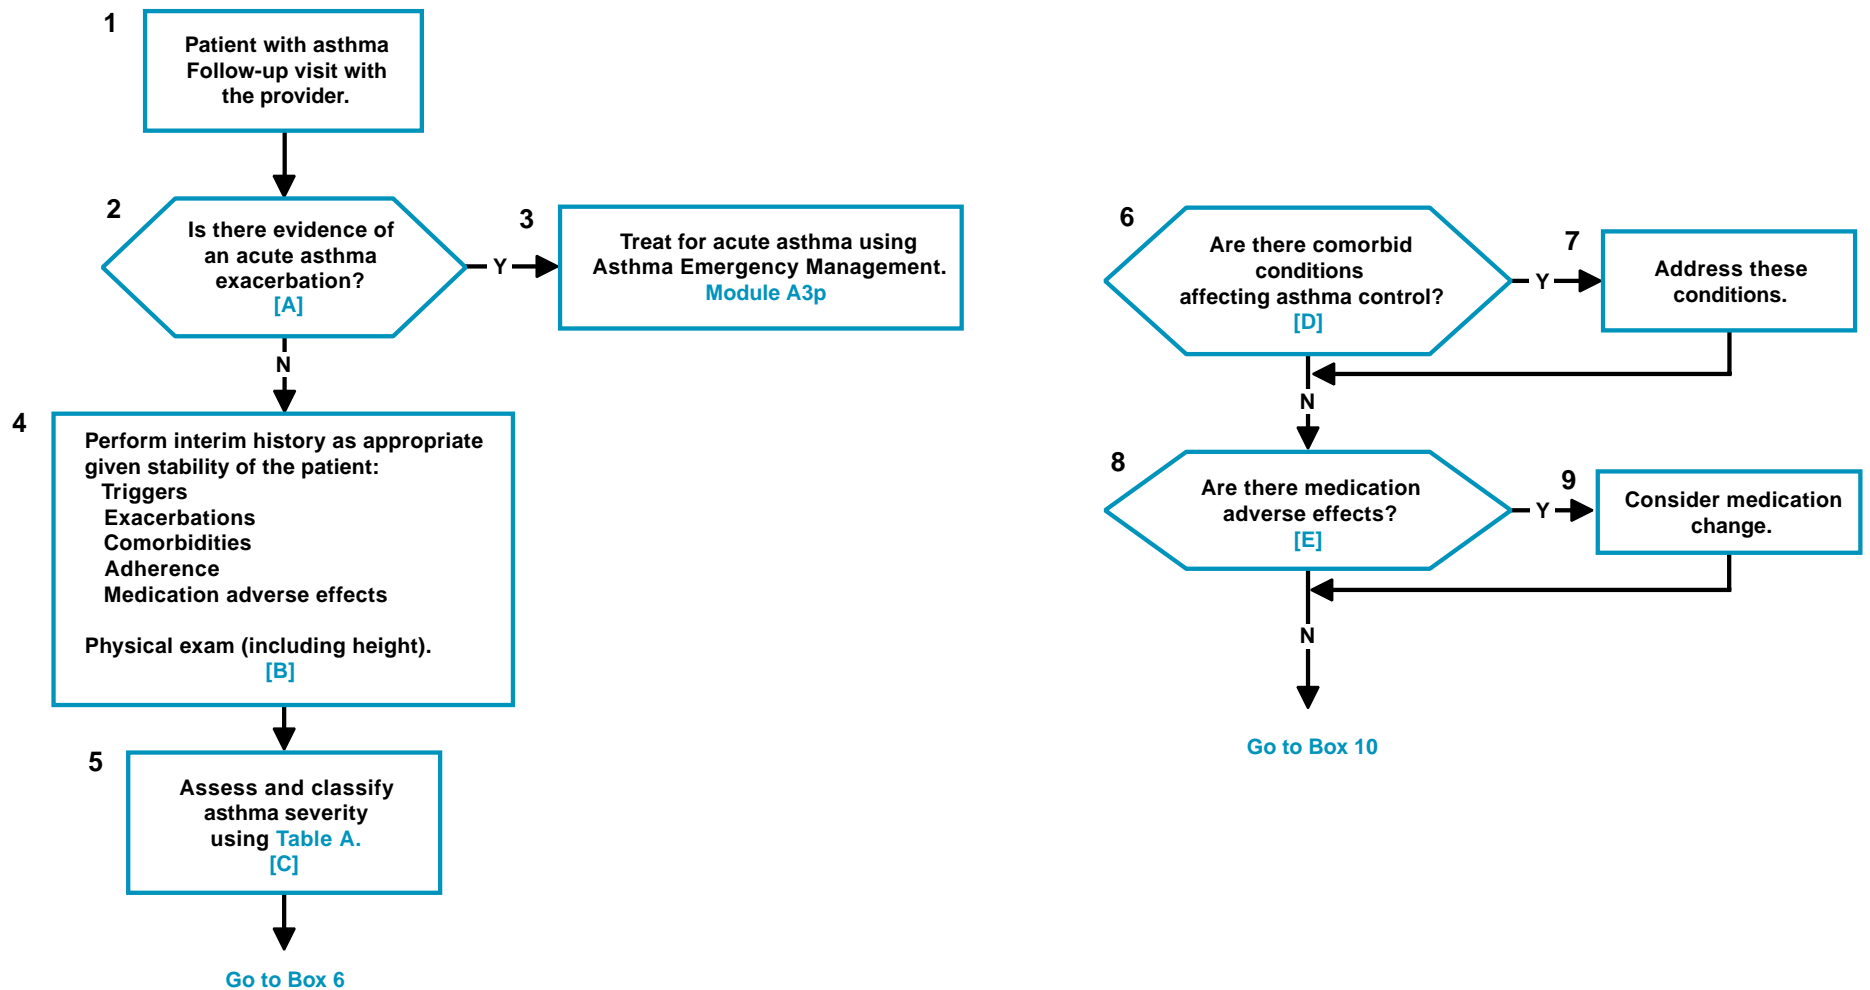 1
Patient with asthma
Follow-up visit with
the provider.
2
Is there evidence of
an acute asthma
exacerbation?
[A]
Y
3
Treat for acute asthma using
Asthma Emergency Management.
Module A3p
N
4
Perform interim history as appropriate
given stability of the patient:
Triggers
Exacerbations
Comorbidities
Adherence
Medication adverse effects
Physical exam (including height).
[B]
5
Assess and classify
asthma severity
using Table A.
[C]
Go to Box 6
6
Are there comorbid
conditions
affecting asthma control?
[D]
Y
7
Address these
conditions.
N
8
Are there medication
adverse effects?
[E]
Y
9
Consider medication
change.
N
Go to Box 10